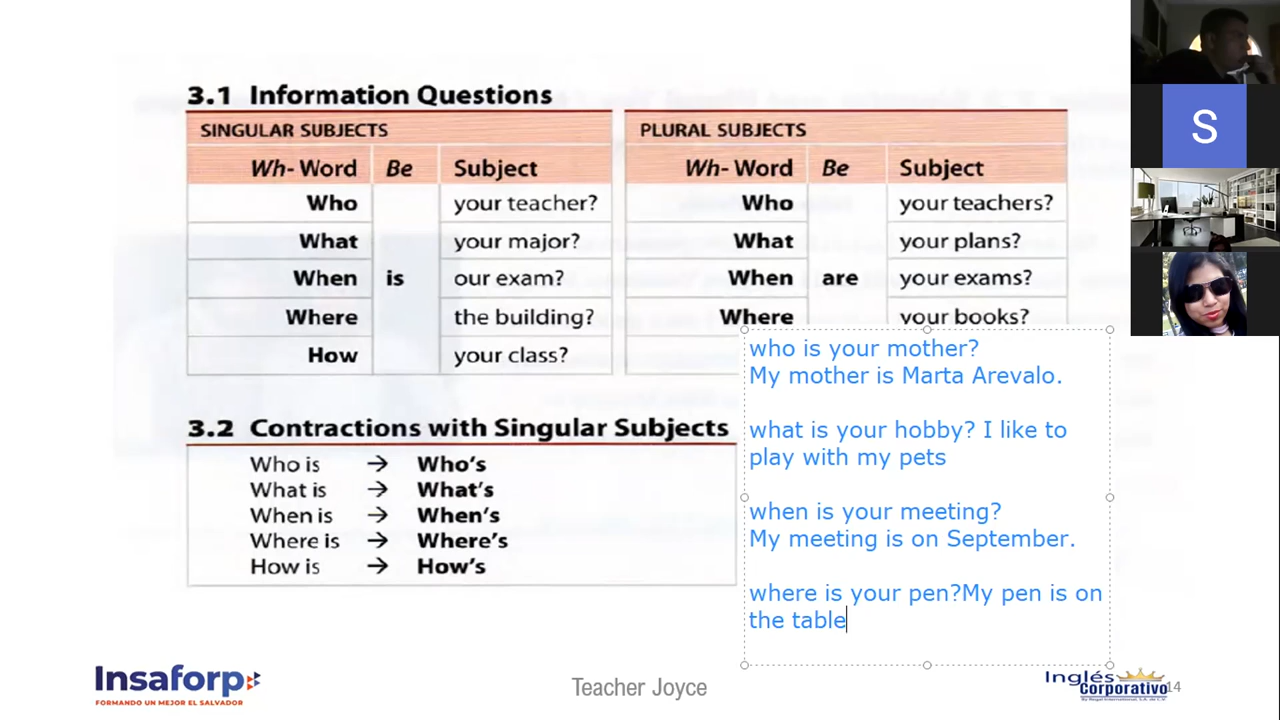 3.1 Information Questions
SINGULAR SUBJECTS
Wh- Word Be Subject
Who your teacher?
What your major?
When is our exam?
Where the building?
How your class?
PLURAL SUBJECTS
Wh- Word Be Subject
Who your teachers?
What your plans?
When are your exams?
Where your books?
3.2 Contractions with Singular Subjects
Who is → Who's
What is → What's
When is → When's
Where is → Where's
How is → How's
who is your mother?
My mother is Marta Arevalo.
what is your hobby? I like to
play with my pets
when is your meeting?
My meeting is on September.
where is your pen?My pen is on
the table
S
Insaforp
FORMANDO UN MEJOR EL SALVADOR
Teacher Joyce
Inglés
Corporativo
14